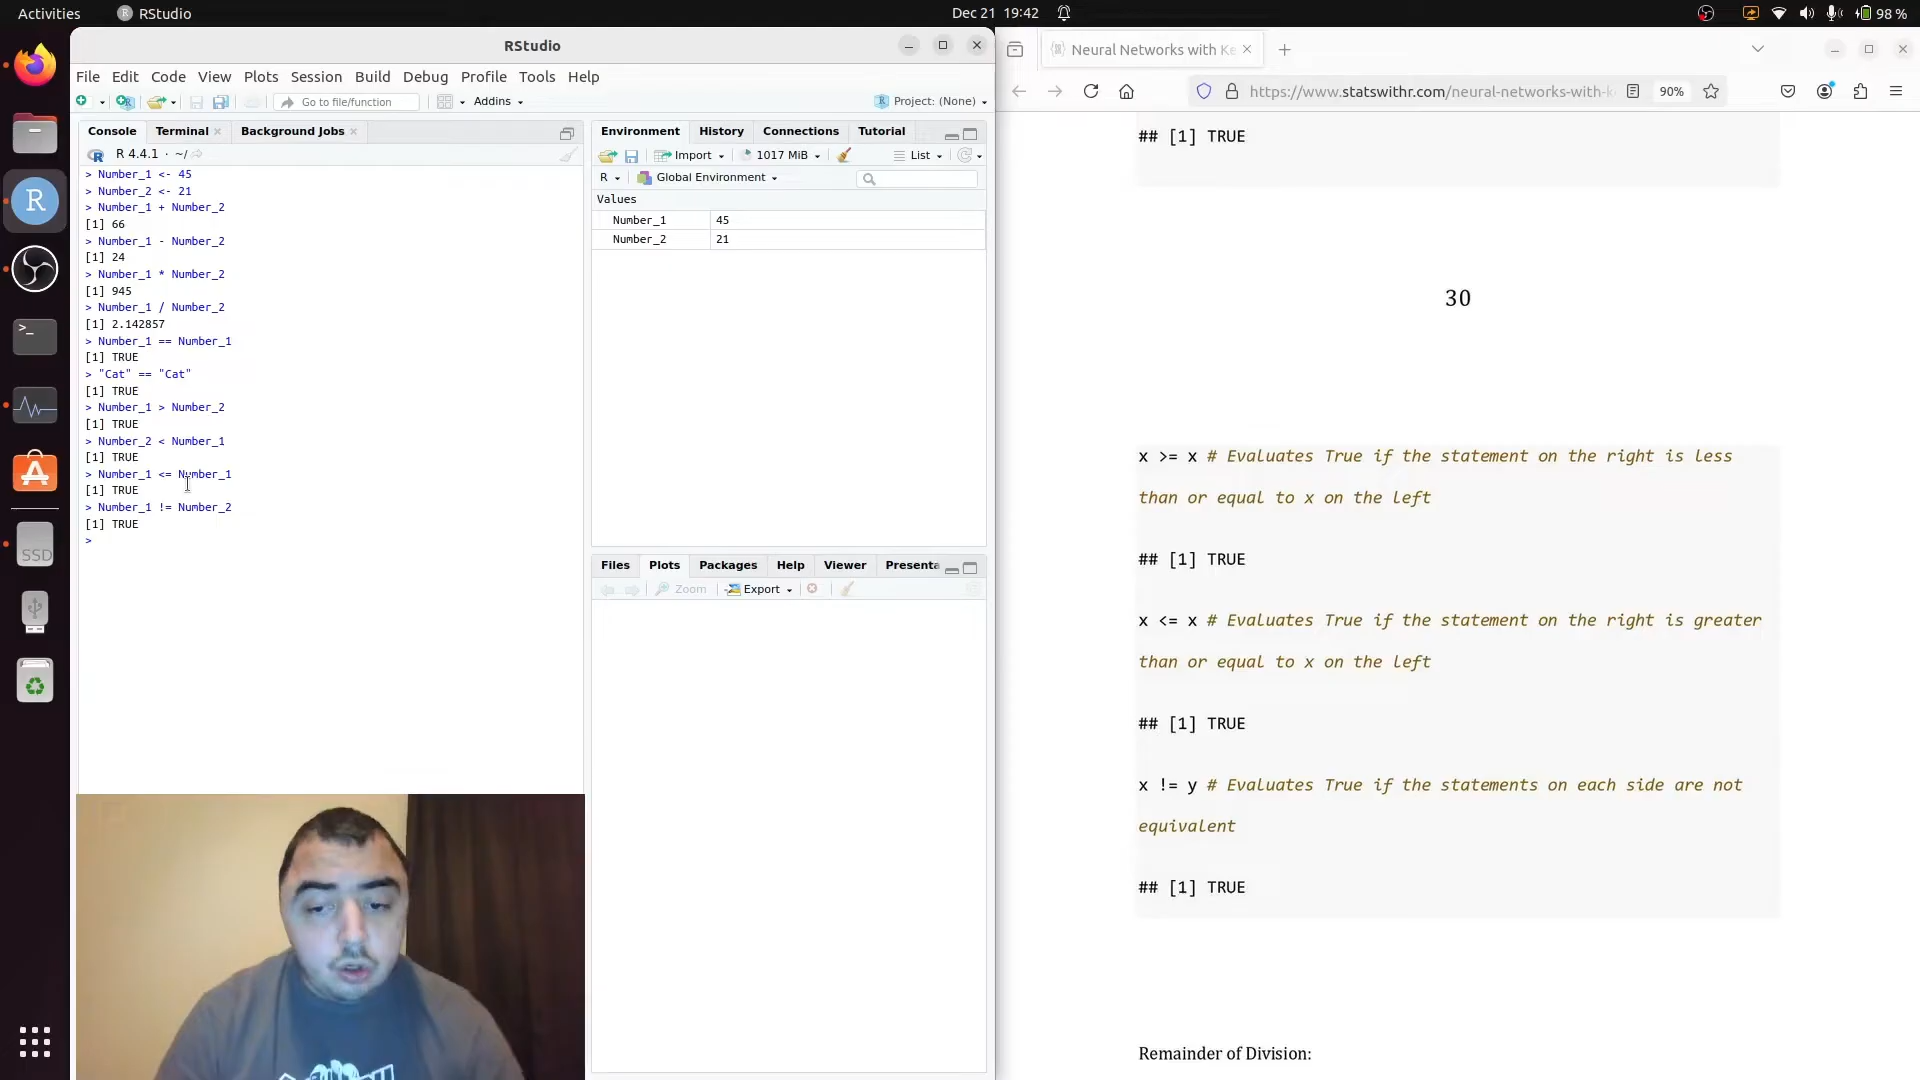 Activities
RStudio
Dec 21 19:42
98 %
RStudio
File Edit Code View Plots Session Build Debug Profile Tools Help
Go to file/function
Addins
Project: (None)
Console Terminal Background Jobs
R 4.4.1 · ~/
> Number_1 <- 45
> Number_2 <- 21
> Number_1 + Number_2
[1] 66
> Number_1 - Number_2
[1] 24
> Number_1 * Number_2
[1] 945
> Number_1 / Number_2
[1] 2.142857
> Number_1 == Number_1
[1] TRUE
> "Cat" == "Cat"
[1] TRUE
> Number_1 > Number_2
[1] TRUE
> Number_2 < Number_1
[1] TRUE
> Number_1 <= Number_1
[1] TRUE
> Number_1 != Number_2
[1] TRUE
>
Environment History Connections Tutorial
Import 1017 MiB List
R Global Environment
Values
Number_1 45
Number_2 21
Files Plots Packages Help Viewer Presenta
Zoom Export
SSD
Neural Networks with Ke
https://www.statswithr.com/neural-networks-with-k
90%
## [1] TRUE
30
x >= x # Evaluates True if the statement on the right is less
than or equal to x on the left
## [1] TRUE
x <= x # Evaluates True if the statement on the right is greater
than or equal to x on the left
## [1] TRUE
x != y # Evaluates True if the statements on each side are not
equivalent
## [1] TRUE
Remainder of Division: